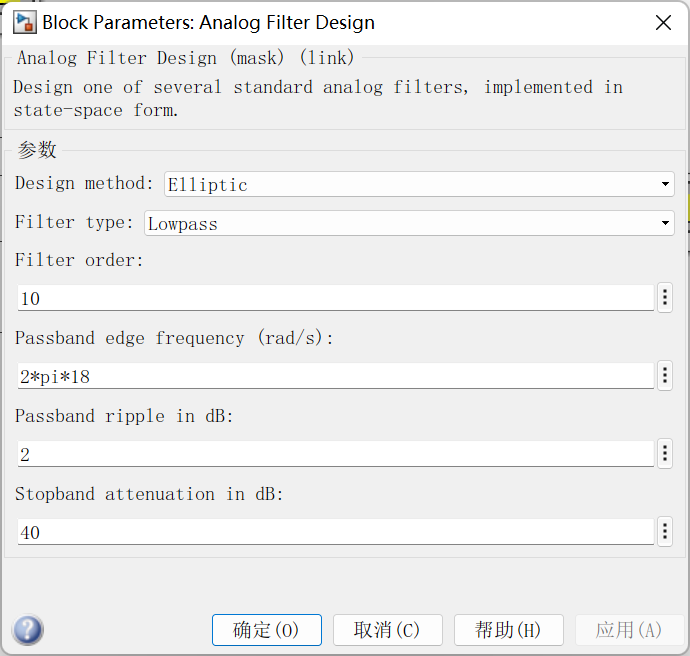 Block Parameters: Analog Filter Design
Analog Filter Design (mask) (link)
Design one of several standard analog filters, implemented in
state-space form.
参数
Design method: Elliptic
Filter type: Lowpass
Filter order:
10
Passband edge frequency (rad/s):
2*pi*18
Passband ripple in dB:
2
Stopband attenuation in dB:
40
? 确定(O) 取消(C) 帮助(H) 应用(A)